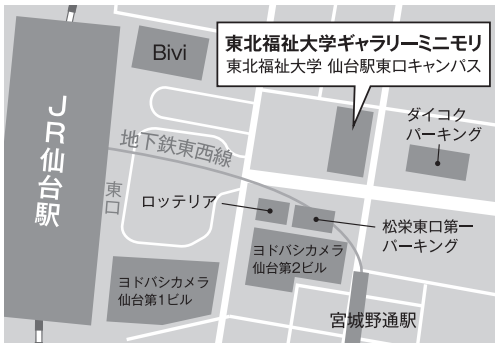 東北福祉大学ギャラリーミニモリ
東北福祉大学 仙台駅東口キャンパス
Bivi
ダイコク
パーキング
JR仙台駅
地下鉄東西線
東口
ロッテリア
松栄東口第一
パーキング
ヨドバシカメラ
仙台第2ビル
ヨドバシカメラ
仙台第1ビル
宮城野通駅